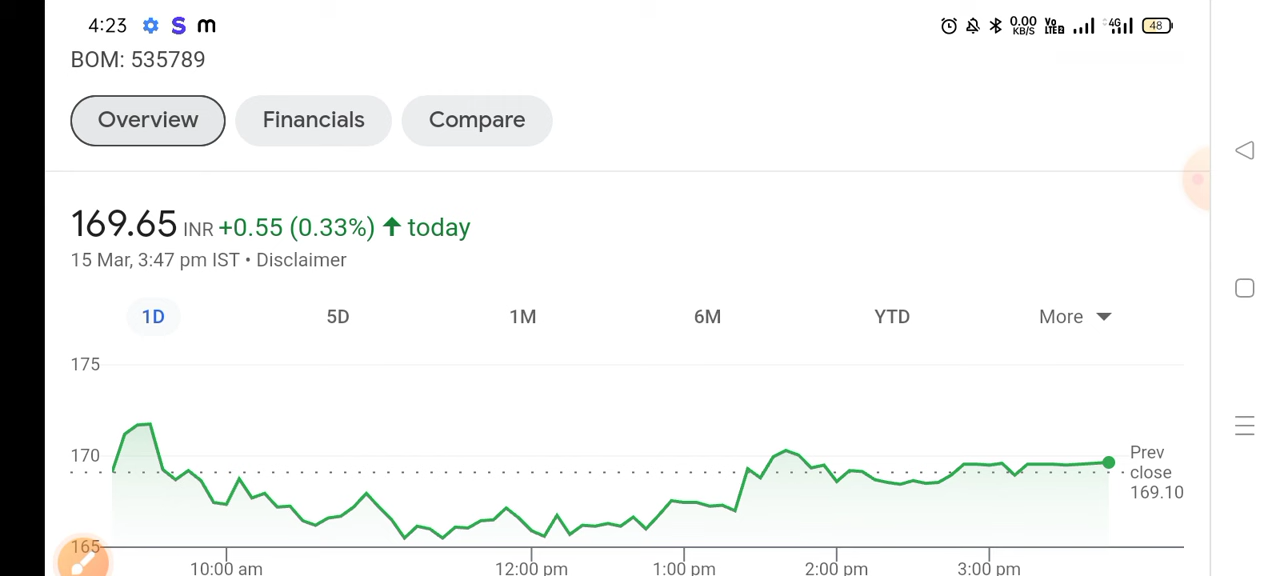 4:23 S m 0.00 KB/S Vo LTE2 4G 48
BOM: 535789
Overview Financials Compare
169.65 INR +0.55 (0.33%) ↑ today
15 Mar, 3:47 pm IST • Disclaimer
1D 5D 1M 6M YTD More
175
170
165
Prev
close
169.10
10:00 am 12:00 pm 1:00 pm 2:00 pm 3:00 pm